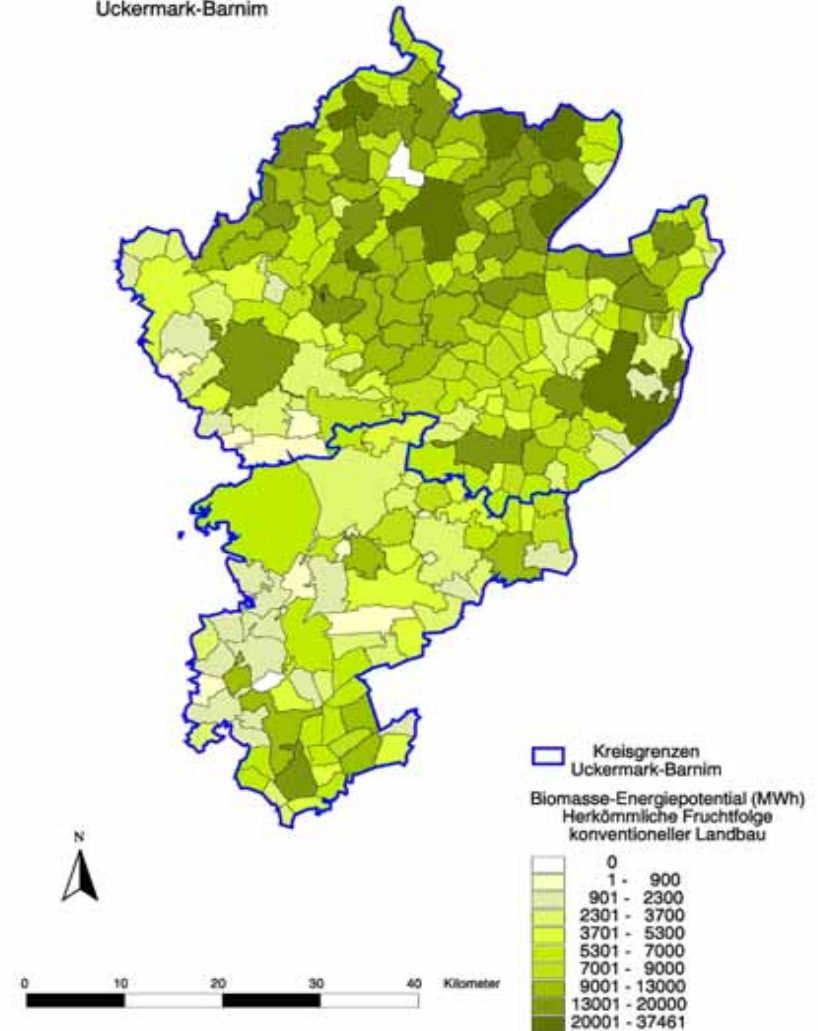 Uckermark-Barnim
Kreisgrenzen
Uckermark-Barnim
Biomasse-Energiepotential (MWh)
Herkömmliche Fruchtfolge
konventioneller Landbau
0
1 - 900
901 - 2300
2301 - 3700
3701 - 5300
5301 - 7000
7001 - 9000
9001 - 13000
13001 - 20000
20001 - 37461
N
0 10 20 30 40 Kilometer